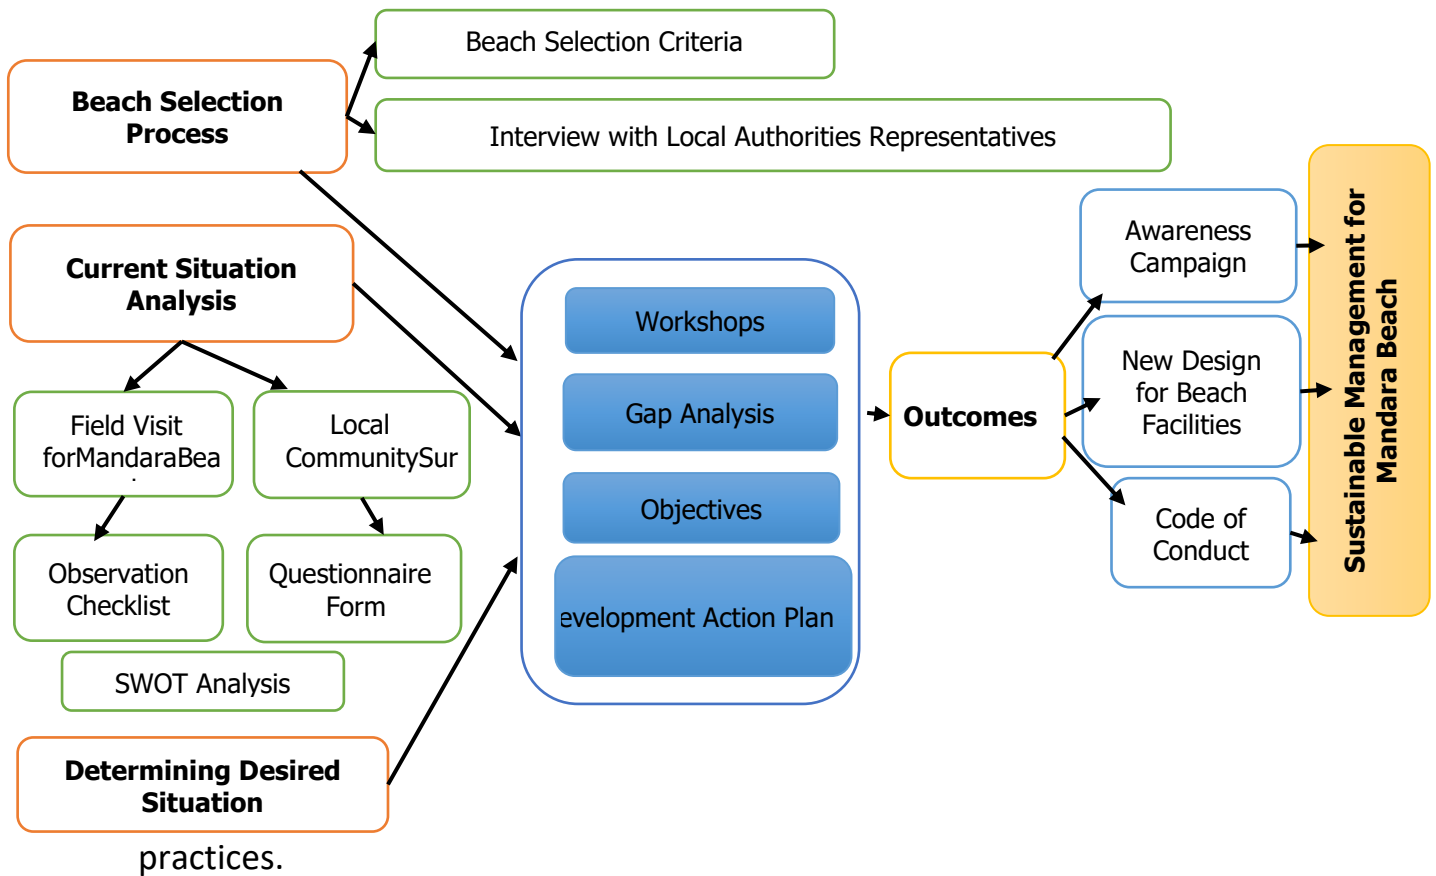 Beach Selection Criteria
Beach Selection
Process
Interview with Local Authorities Representatives
Current Situation
Analysis
Field Visit
forMandaraBea
Local
CommunitySur
Observation
Checklist
Questionnaire
Form
SWOT Analysis
Determining Desired
Situation
practices.
Workshops
Gap Analysis
Objectives
evelopment Action Plan
Outcomes
Awareness
Campaign
New Design
for Beach
Facilities
Code of
Conduct
Sustainable Management for
Mandara Beach